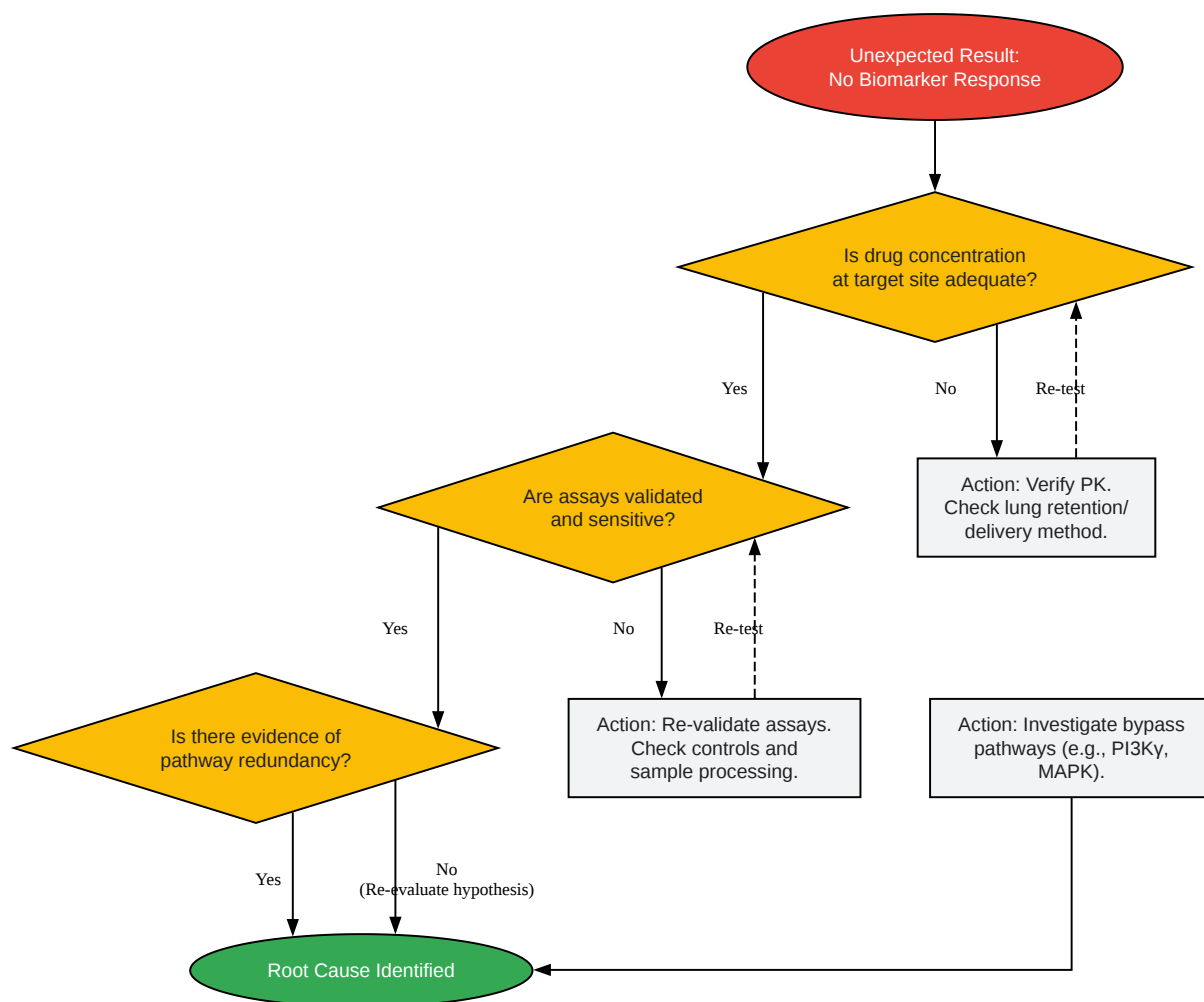 Unexpected Result:
No Biomarker Response
Is drug concentration
at target site adequate?
Yes
No
Re-test
Action: Verify PK.
Check lung retention/
delivery method.
Are assays validated
and sensitive?
Yes
No
Re-test
Action: Re-validate assays.
Check controls and
sample processing.
Action: Investigate bypass
pathways (e.g., PI3Kγ,
MAPK).
Is there evidence of
pathway redundancy?
Yes
No
(Re-evaluate hypothesis)
Root Cause Identified